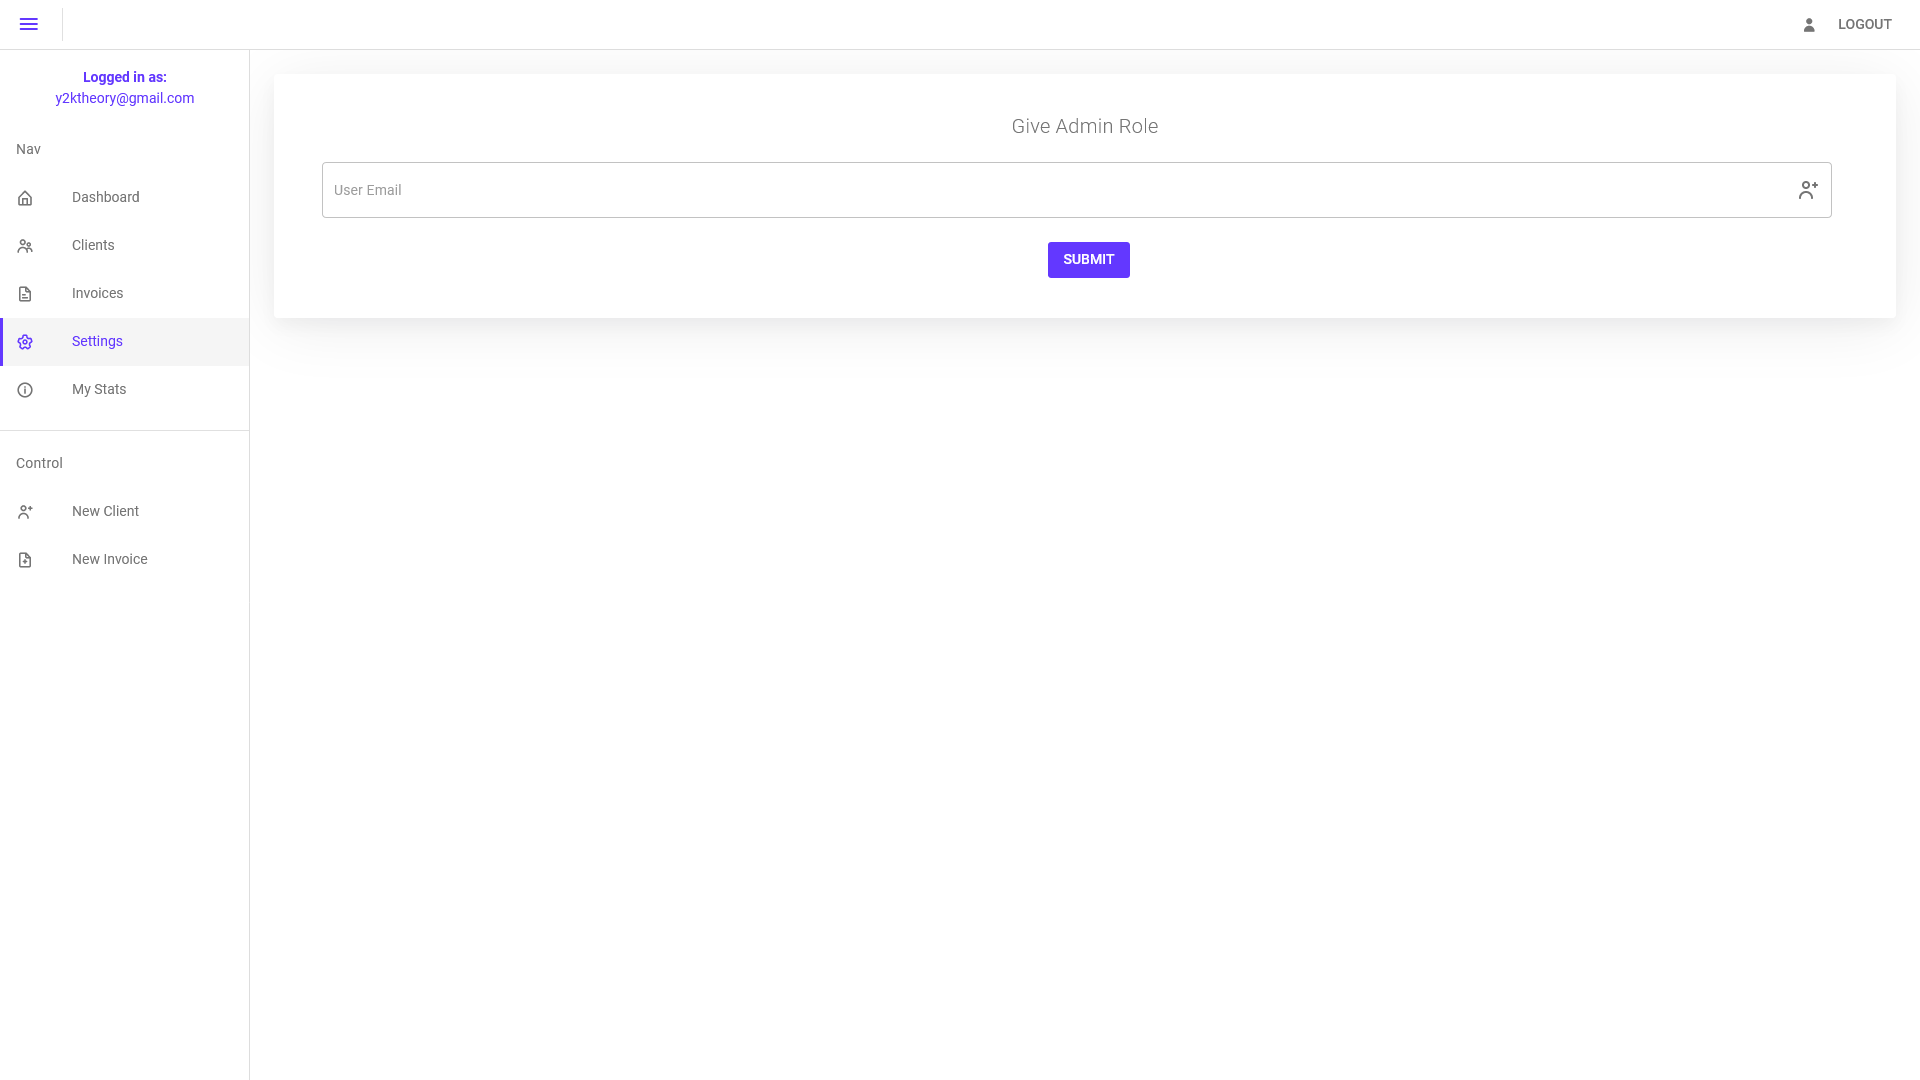 LOGOUT
Logged in as:
y2ktheory@gmail.com
Nav
Dashboard
Clients
Invoices
Settings
My Stats
Control
New Client
New Invoice
Give Admin Role
User Email
SUBMIT